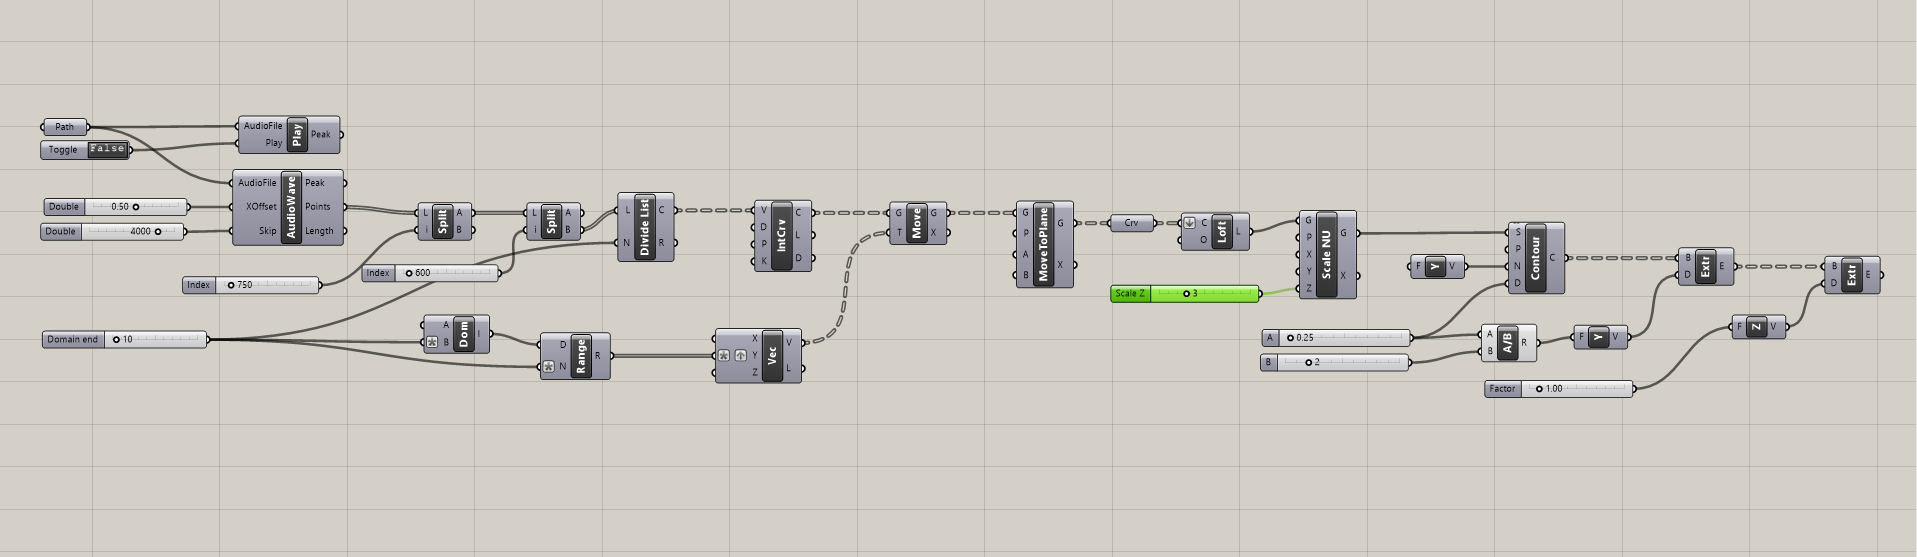 Path
AudioFile
Play
Play
Peak
Toggle False
AudioFile
XOffset
Skip
AudioWave
Peak
Points
Length
Double 0.50
Double 4000
Index 750
L
i
Split
A
B
L
i
Split
A
B
Index 600
L
N
Divide List
C
R
Domain end 10
A
B
Dom
I
D
N
Range
R
V
D
P
K
IntCrv
C
L
D
X
Y
Z
Vec
V
L
G
T
Move
G
X
G
P
A
B
MoveToPlane
G
X
Crv
C
O
Loft
L
Scale Z 3
G
P
X
Y
Z
Scale NU
G
X
F Y V
S
P
N
D
Contour
C
A 0.25
B 2
A
B
A/B
R
F Y V
Factor 1.00
B
D
Extr
E
F Z V
B
D
Extr
E